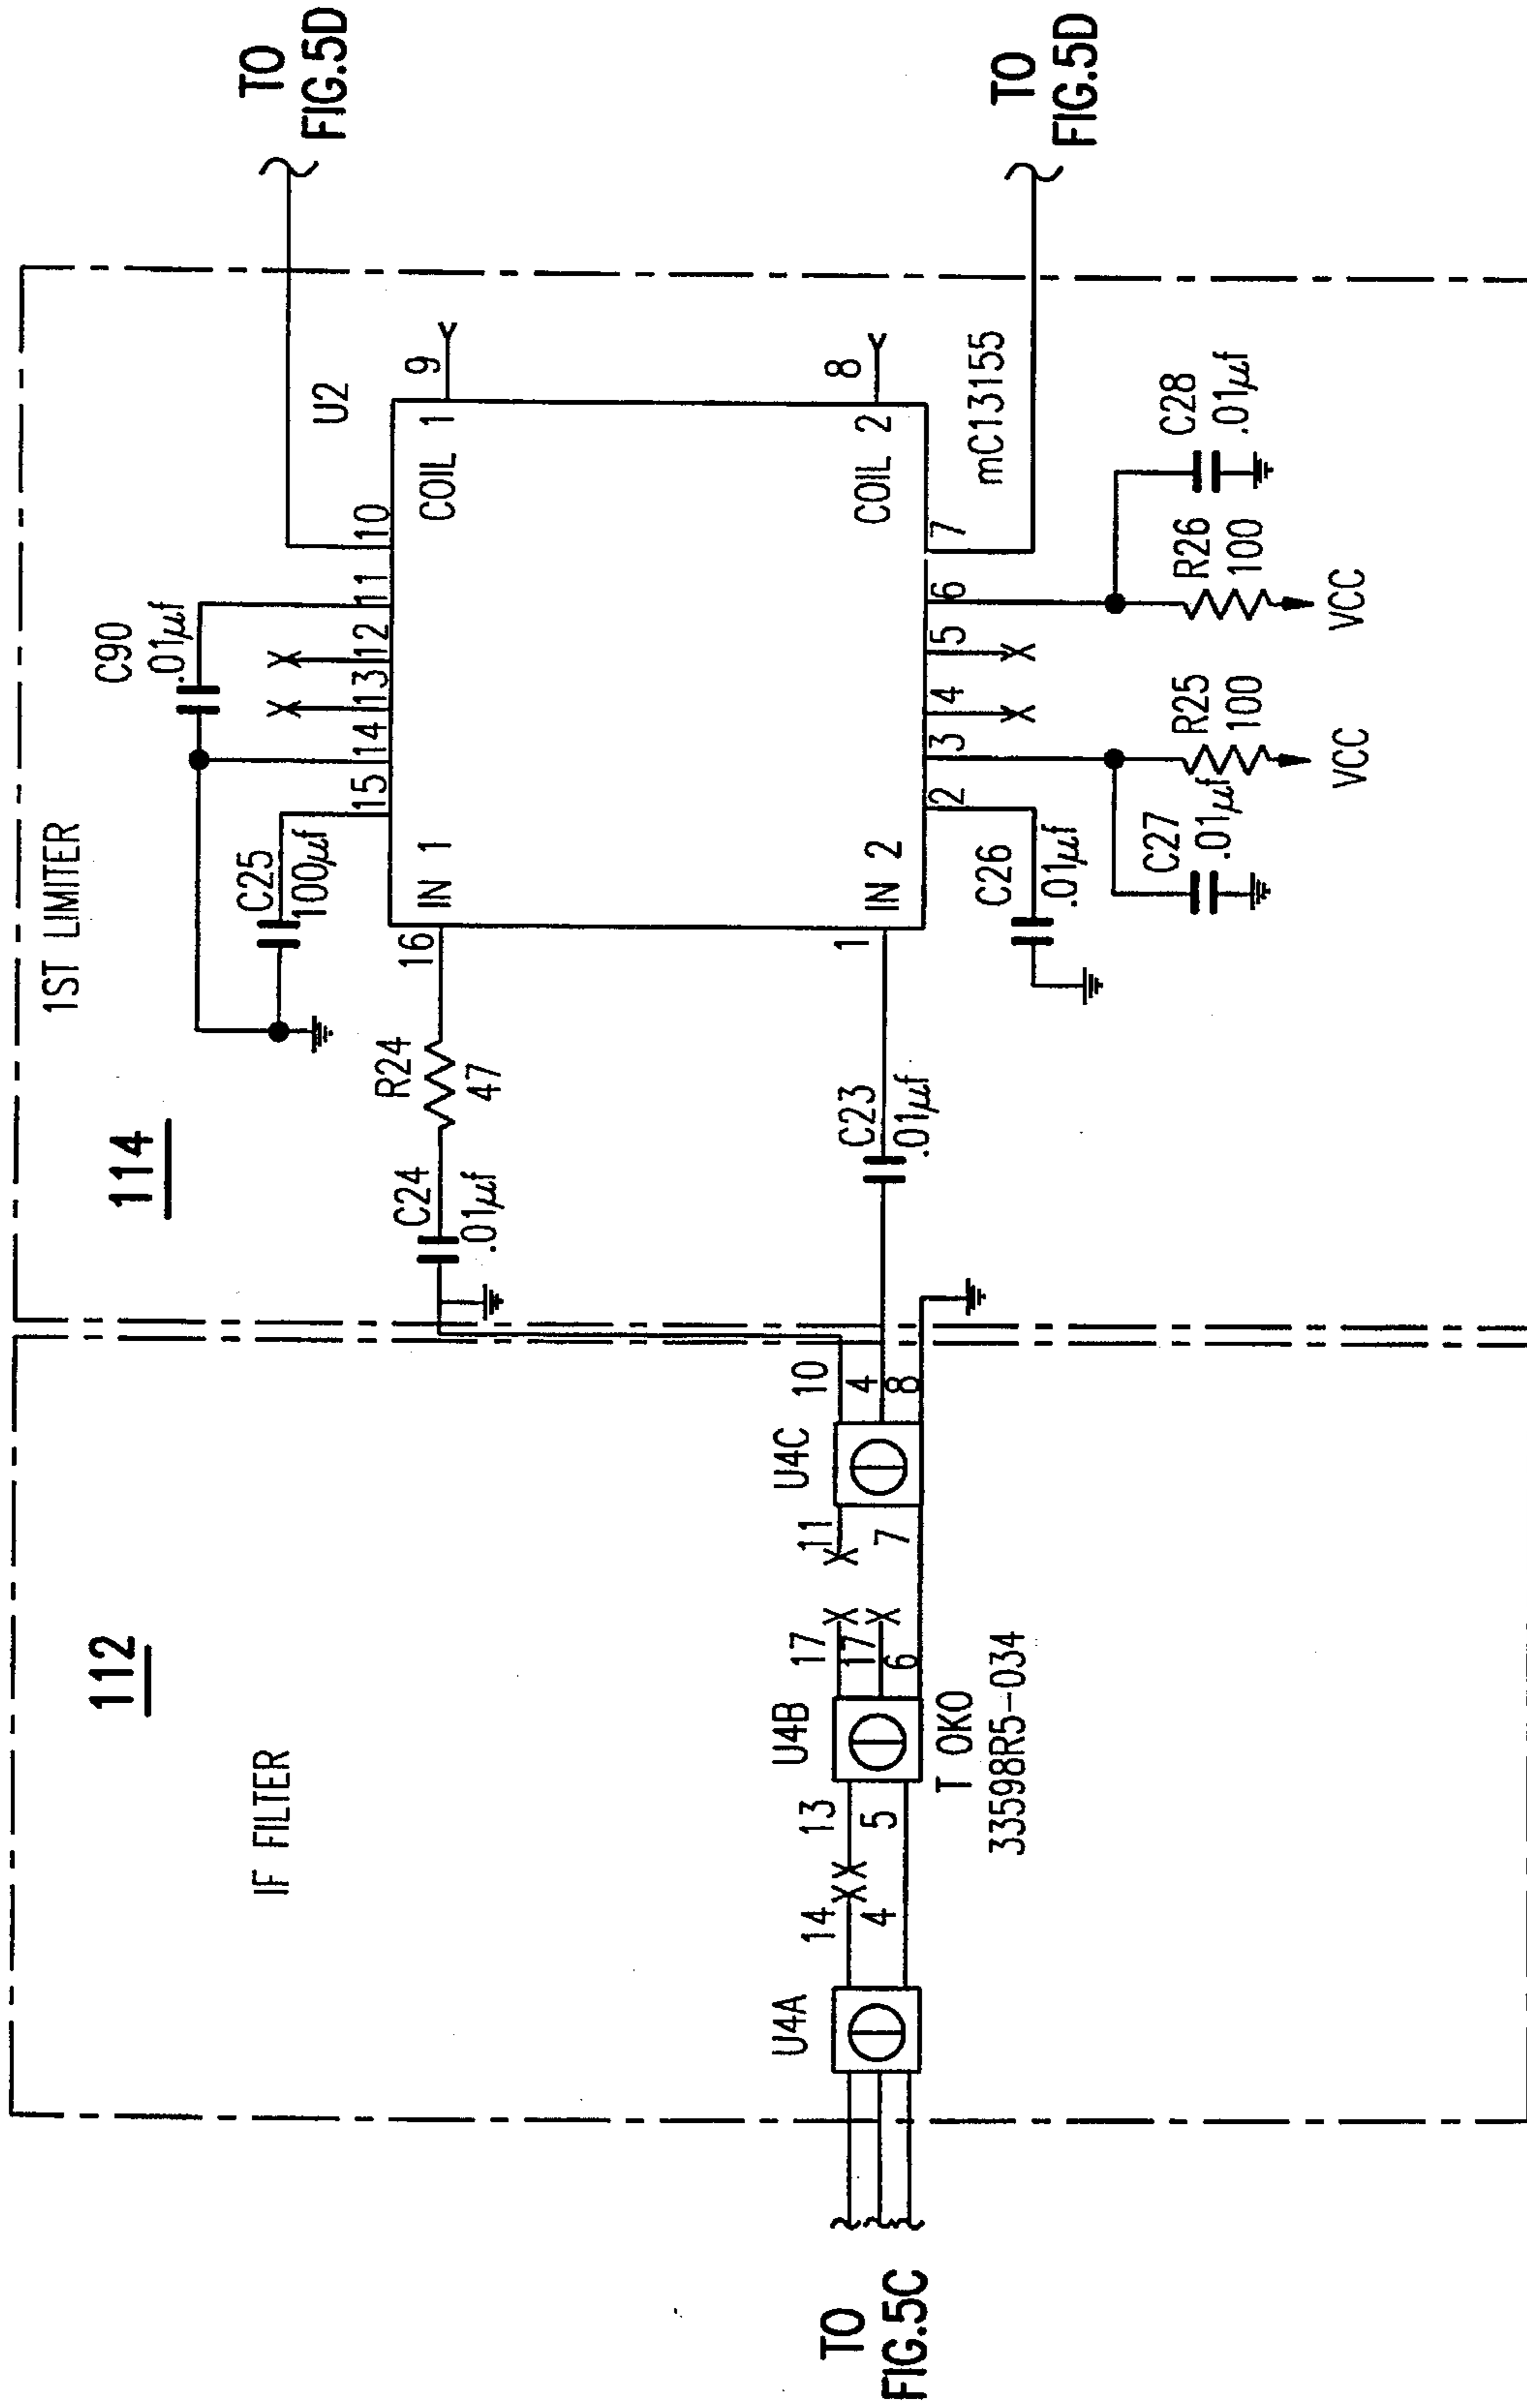 TO
FIG.5C
112
IF FILTER
U4A
14
4
13
5
U4B
T OKO
33598R5-034
17
17
6
11
7
U4C
10
4
8
114
1ST LIMITER
C24
.01µf
R24
47
C23
.01µf
C25
100µf
C90
.01µf
16
15
14
13
12
11
10
U2
IN 1
COIL 1
9
IN 2
COIL 2
8
1
2
3
4
5
6
7
mC13155
C26
.01µf
C27
.01µf
R25
100
VCC
R26
100
VCC
C28
.01µf
TO
FIG.5D
TO
FIG.5D